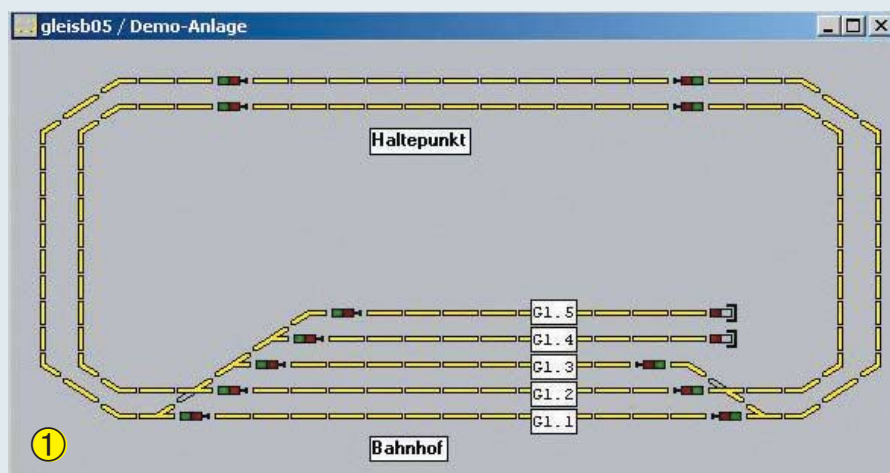 gleisb05 / Demo-Anlage
Haltepunkt
Gl.5
Gl.4
Gl.3
Gl.2
Gl.1
Bahnhof
1